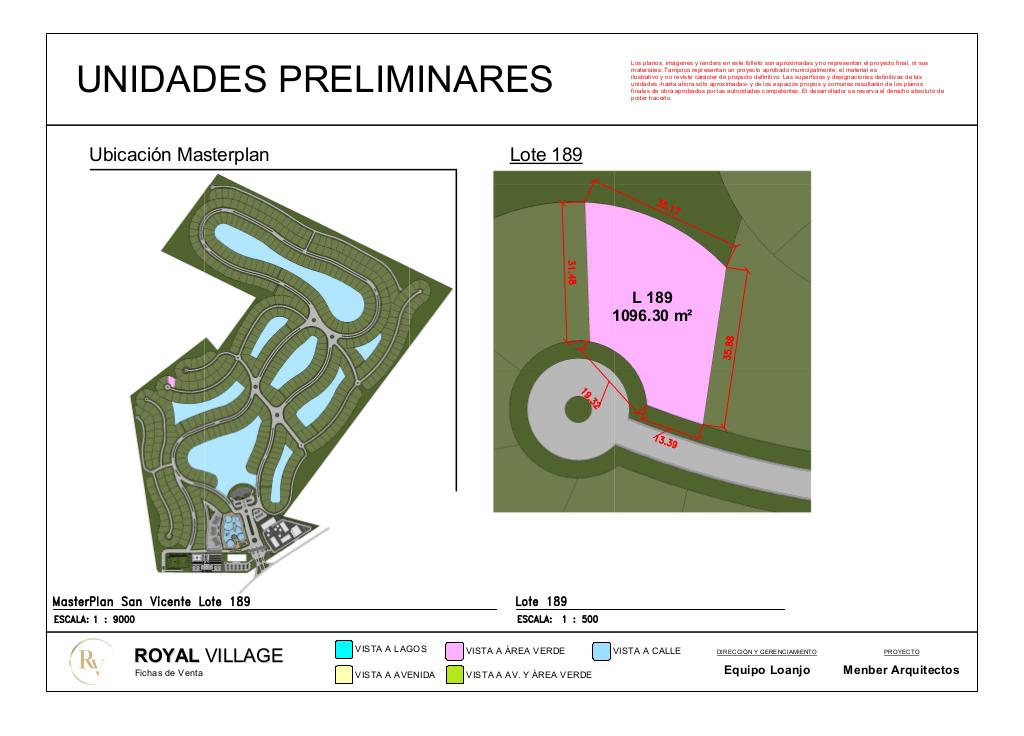 UNIDADES PRELIMINARES
Los planos, imágenes y renders en este folleto son aproximadas y no representan el proyecto final, ni sus
materiales. Tampoco representan un proyecto aprobado municipalmente, el material es
ilustrativo y no reviste carácter de proyecto definitivo. Las superficies y designaciones definitivas de las
unidades -hasta ahora sólo aproximadas- y de los espacios propios y comunes resultarán de los planos
finales de obra aprobados por las autoridades competentes. El desarrollador se reserva el derecho absoluto de
poder hacerlo.
Ubicación Masterplan
Lote 189
31.48
L 189
1096.30 m²
35.88
19.32
13.39
MasterPlan San Vicente Lote 189
ESCALA: 1 : 9000
Lote 189
ESCALA: 1 : 500
RV
ROYAL VILLAGE
Fichas de Venta
VISTA A LAGOS
VISTA A ÁREA VERDE
VISTA A CALLE
VISTA A AVENIDA
VISTA A AV. Y ÁREA VERDE
DIRECCIÓN Y GERENCIAMIENTO
Equipo Loanjo
PROYECTO
Menber Arquitectos